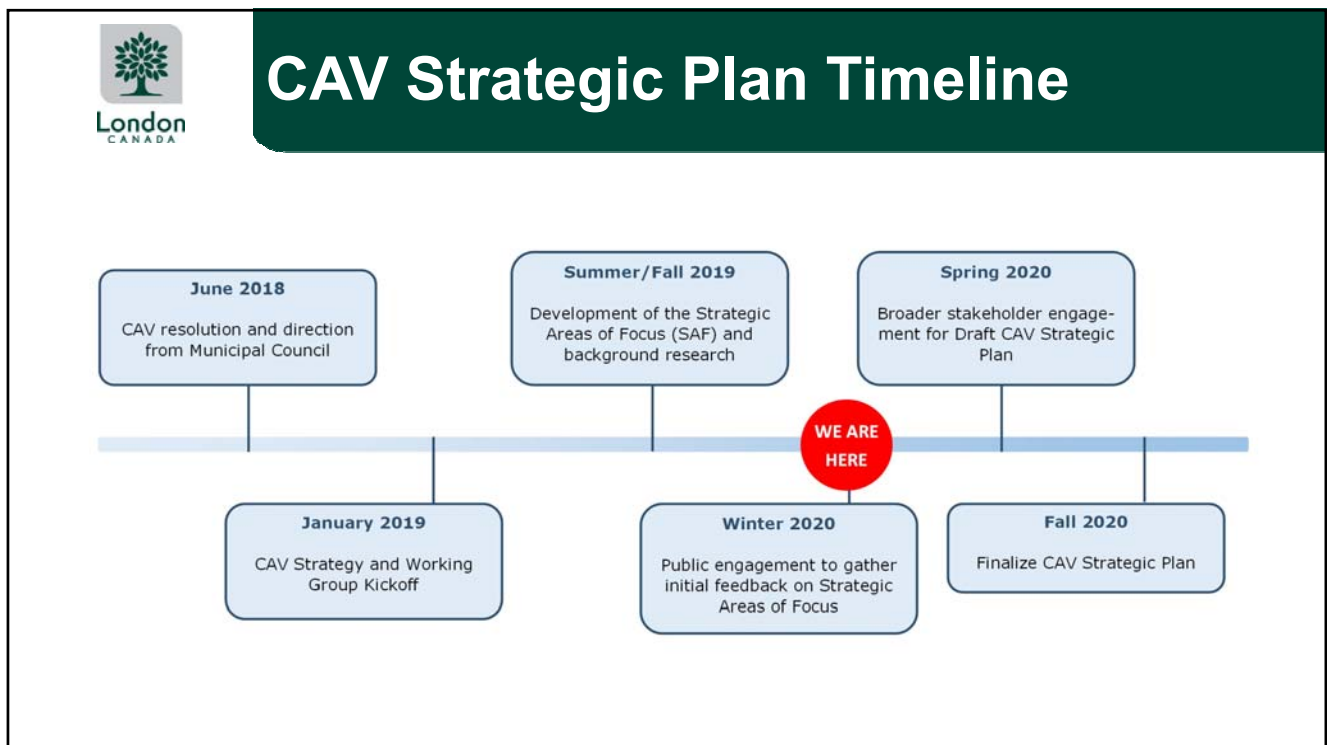 London
CANADA
CAV Strategic Plan Timeline
June 2018
CAV resolution and direction
from Municipal Council
Summer/Fall 2019
Development of the Strategic
Areas of Focus (SAF) and
background research
Spring 2020
Broader stakeholder engage-
ment for Draft CAV Strategic
Plan
WE ARE
HERE
January 2019
CAV Strategy and Working
Group Kickoff
Winter 2020
Public engagement to gather
initial feedback on Strategic
Areas of Focus
Fall 2020
Finalize CAV Strategic Plan